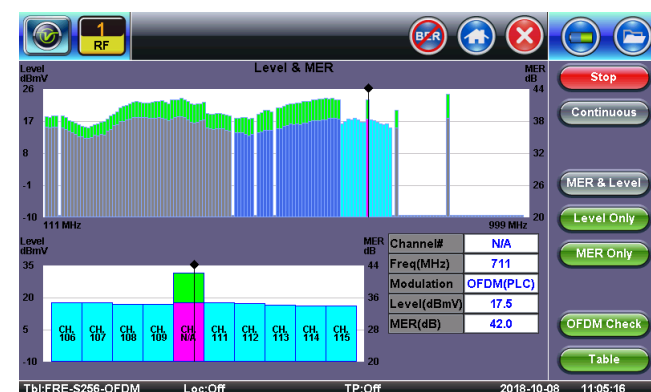 1
RF
BER
Level
dBmV
Level & MER
MER
dB
26
44
17
38
8
32
-1
26
-10
20
111 MHz
999 MHz
Level
dBmV
MER
dB
35
44
20
36
5
28
-10
20
CH. 106
CH. 107
CH. 108
CH. 109
CH. N/A
CH. 111
CH. 112
CH. 113
CH. 114
CH. 115
Channel# N/A
Freq(MHz) 711
Modulation OFDM(PLC)
Level(dBmV) 17.5
MER(dB) 42.0
Stop
Continuous
MER & Level
Level Only
MER Only
OFDM Check
Table
Tbl:FRE-S256-OFDM Loc:Off TP:Off 2018-10-08 11:05:16